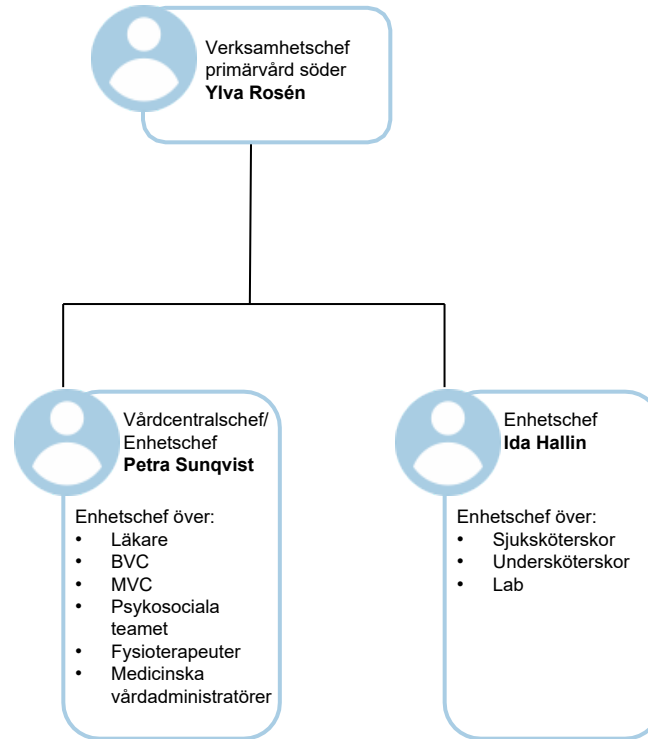 Verksamhetschef
primärvård söder
Ylva Rosén
Vårdcentralschef/
Enhetschef
Petra Sunqvist
Enhetschef över:
• Läkare
• BVC
• MVC
• Psykosociala
teamet
• Fysioterapeuter
• Medicinska
vårdadministratörer
Enhetschef
Ida Hallin
Enhetschef över:
• Sjuksköterskor
• Undersköterskor
• Lab